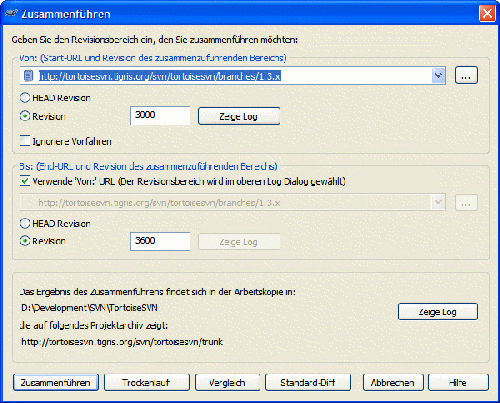 Zusammenführen
Geben Sie den Revisionsbereich ein, den Sie zusammenführen möchten:
Von: (Start-URL und Revision des zusammenzuführenden Bereichs)
http://tortoisesvn.tigris.org/svn/tortoisesvn/branches/1.3.x
...
HEAD Revision
Revision
3000
Zeige Log
Ignoriere Vorfahren
Bis: (End-URL und Revision des zusammenzuführenden Bereichs)
Verwende 'Von:' URL (Der Revisionsbereich wird im oberen Log Dialog gewählt)
http://tortoisesvn.tigris.org/svn/tortoisesvn/branches/1.3.x
...
HEAD Revision
Revision
3600
Zeige Log
Das Ergebnis des Zusammenführens findet sich in der Arbeitskopie in:
D:\Development\SVN\TortoiseSVN
Zeige Log
die auf folgendes Projektarchiv zeigt:
http://tortoisesvn.tigris.org/svn/tortoisesvn/trunk
Zusammenführen
Trockenlauf
Vergleich
Standard-Diff
Abbrechen
Hilfe